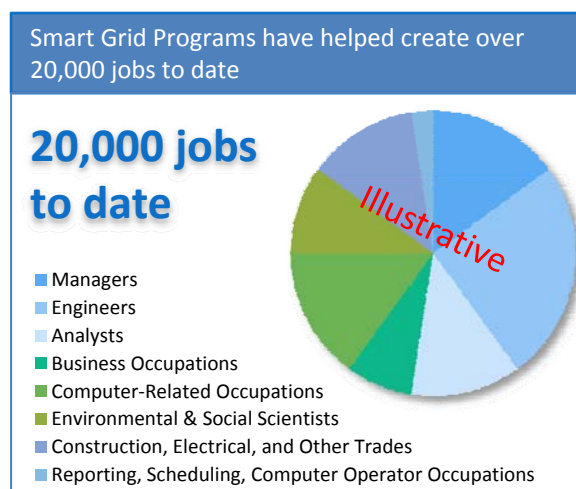 Smart Grid Programs have helped create over
20,000 jobs to date
20,000 jobs
to date
Illustrative
Managers
Engineers
Analysts
Business Occupations
Computer-Related Occupations
Environmental & Social Scientists
Construction, Electrical, and Other Trades
Reporting, Scheduling, Computer Operator Occupations